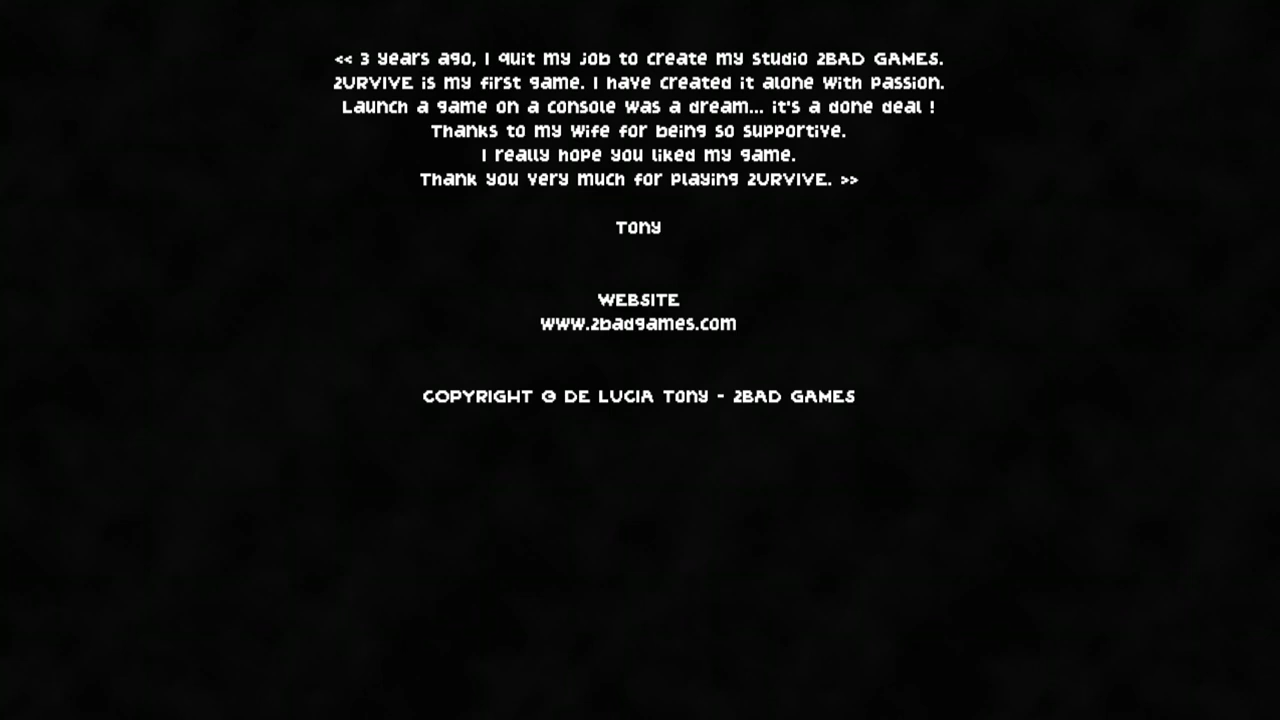 << 3 years ago, I quit my job to create my studio 2BAD GAMES.
2URVIVE is my first game. I have created it alone with passion.
Launch a game on a console was a dream... it's a done deal !
Thanks to my wife for being so supportive.
I really hope you liked my game.
Thank you very much for playing 2URVIVE. >>
Tony
WEBSITE
www.2badgames.com
COPYRIGHT © DE LUCIA Tony - 2BAD GAMES